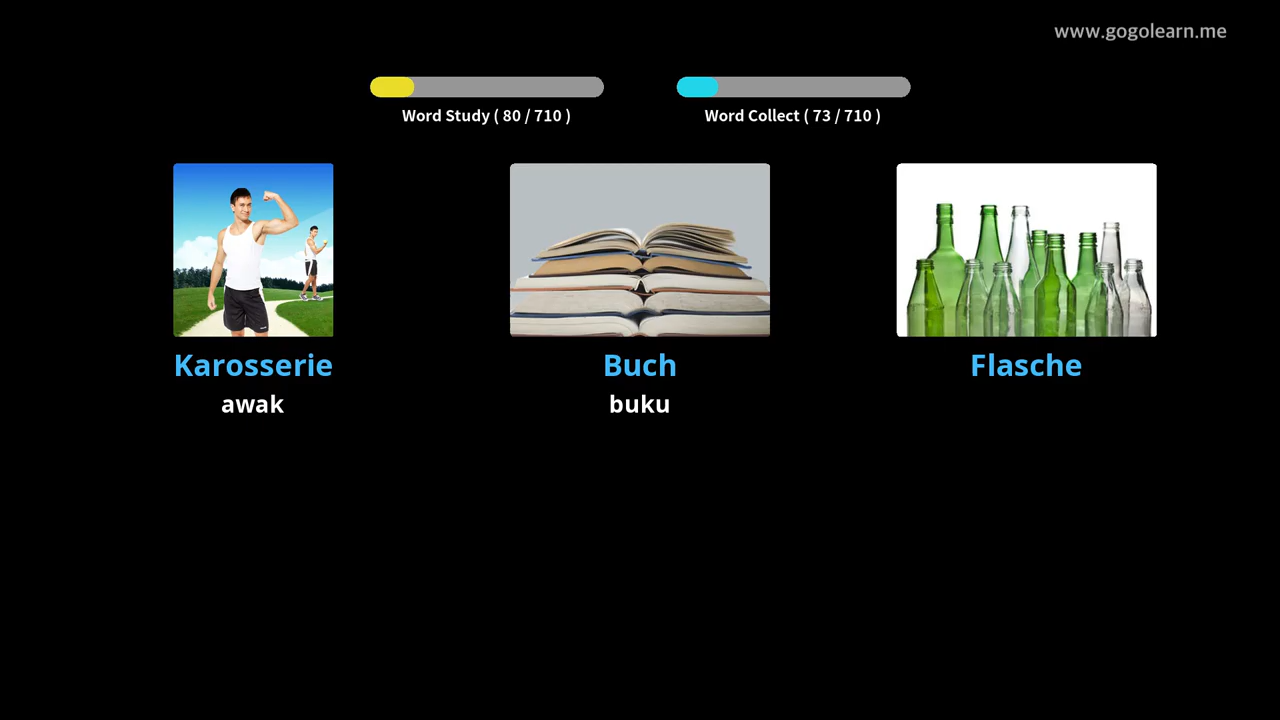 www.gogolearn.me
Word Study ( 80 / 710 )
Word Collect ( 73 / 710 )
Karosserie
awak
Buch
buku
Flasche